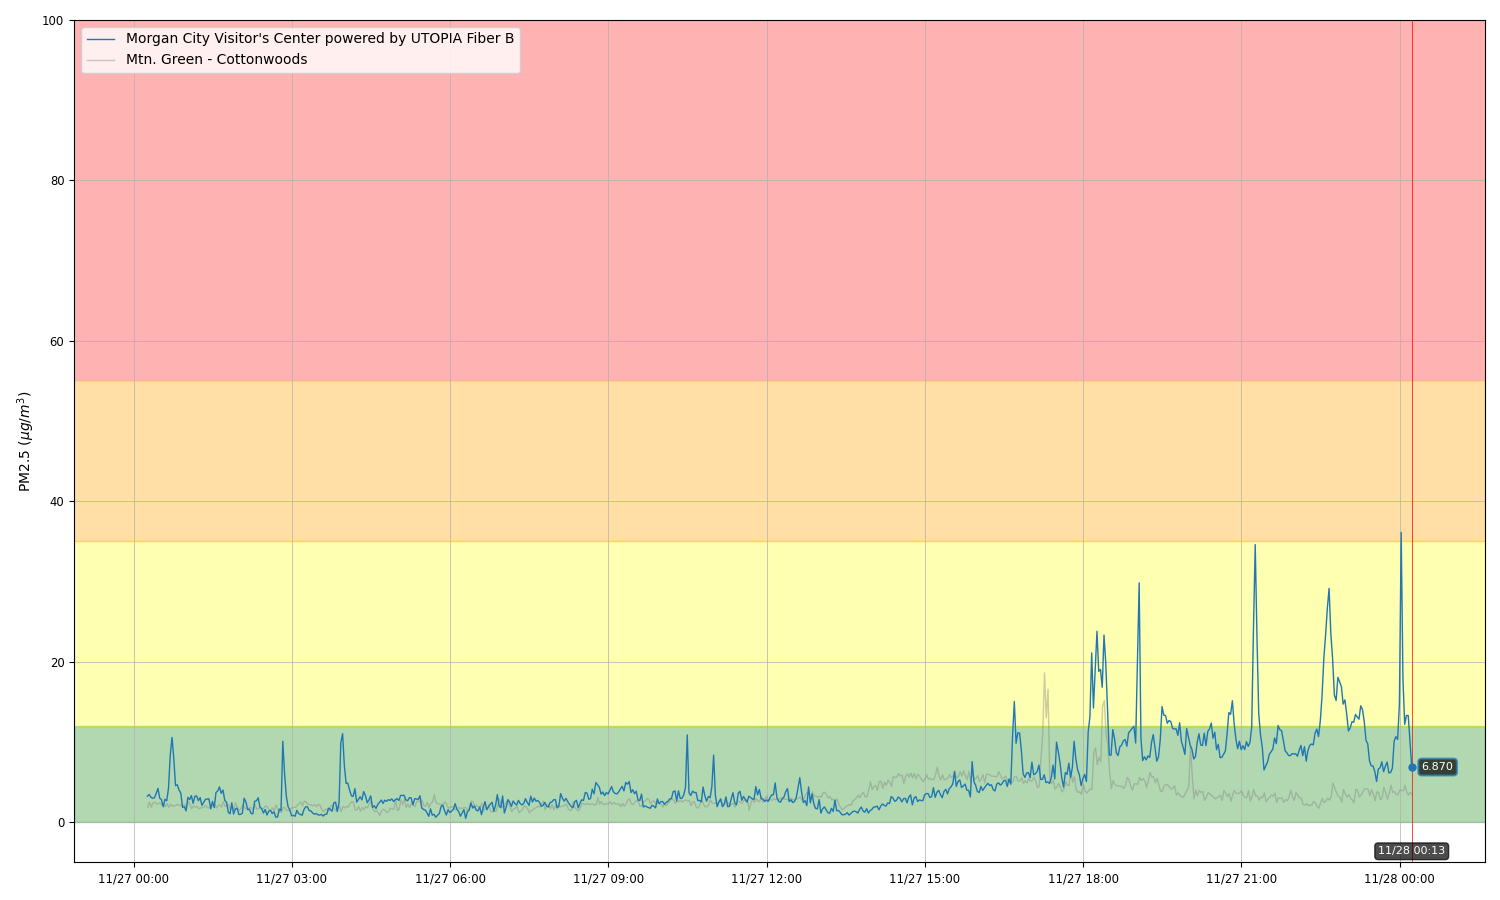 100
80
60
40
20
0
PM2.5 (μg/m³)
Morgan City Visitor's Center powered by UTOPIA Fiber B
Mtn. Green - Cottonwoods
6.870
11/28 00:13
11/27 00:00 11/27 03:00 11/27 06:00 11/27 09:00 11/27 12:00 11/27 15:00 11/27 18:00 11/27 21:00 11/28 00:00